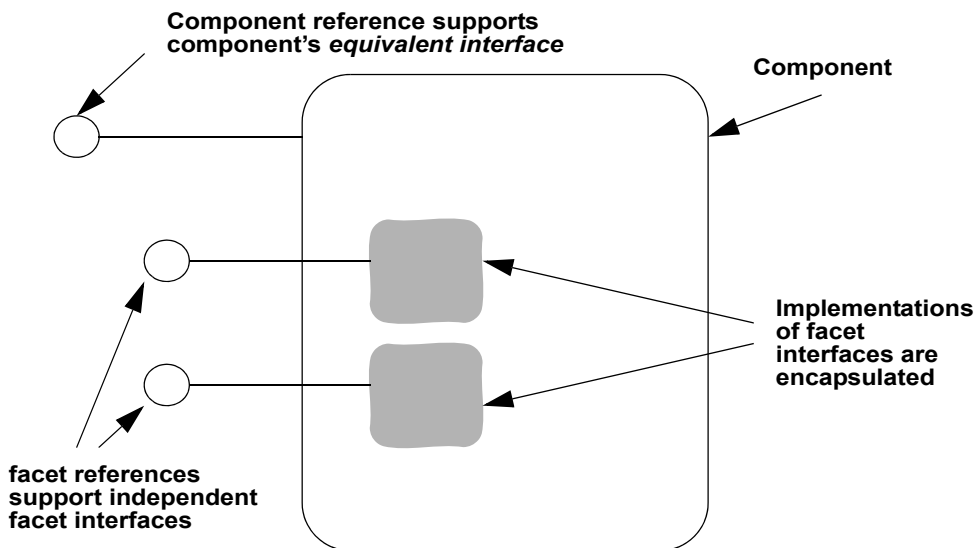 Component reference supports
component’s equivalent interface
Component
Implementations
of facet
interfaces are
encapsulated
facet references
support independent
facet interfaces